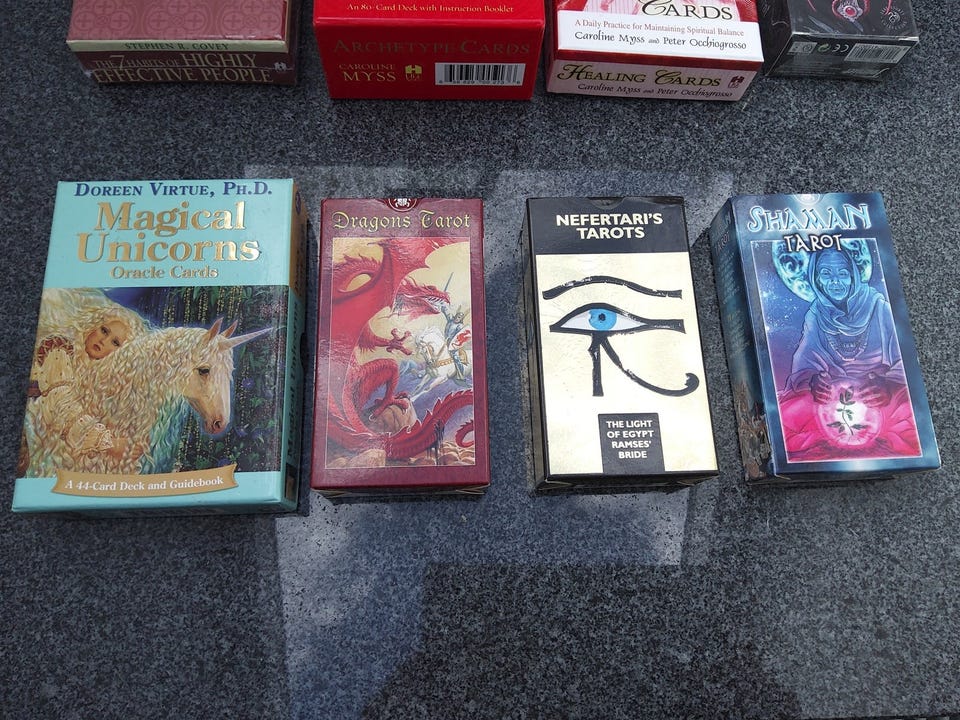 STEPHEN R. COVEY
THE 7 HABITS OF HIGHLY
EFFECTIVE PEOPLE
An 80-Card Deck with Instruction Booklet
ARCHETYPE CARDS
CAROLINE
MYSS
CARDS
A Daily Practice for Maintaining Spiritual Balance
Caroline Myss and Peter Occhiogrosso
HEALING CARDS
Caroline Myss and Peter Occhiogrosso
DOREEN VIRTUE, PH.D.
Magical
Unicorns
Oracle Cards
A 44-Card Deck and Guidebook
Dragons Tarot
NEFERTARI'S
TAROTS
THE LIGHT
OF EGYPT
RAMSES'
BRIDE
SHAMAN
TAROT